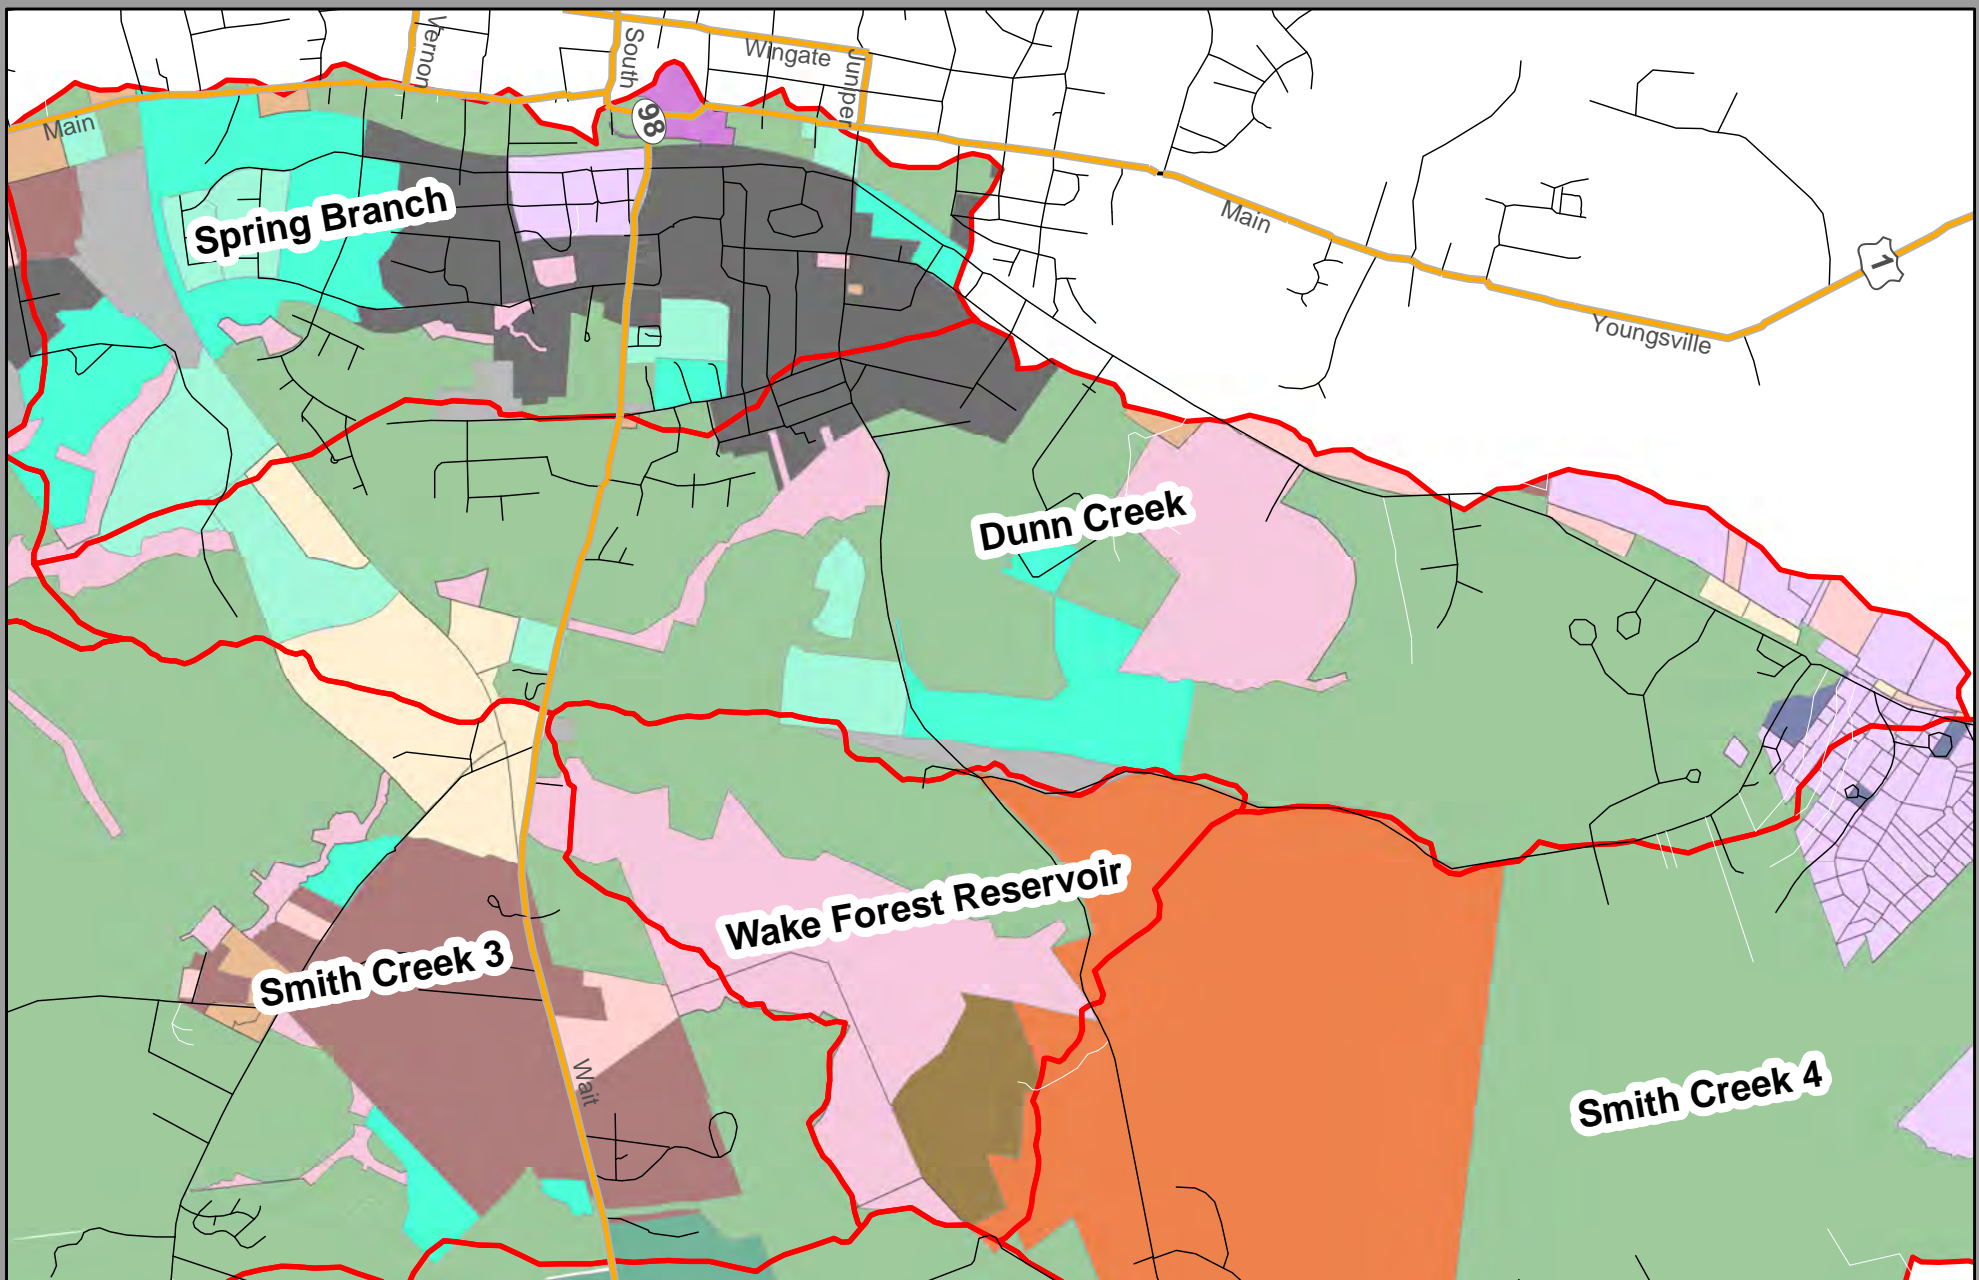 Vernon
South
Wingate
Juniper
Main
98
Spring Branch
Main
1
Youngsville
Dunn Creek
Wake Forest Reservoir
Smith Creek 3
Wait
Smith Creek 4